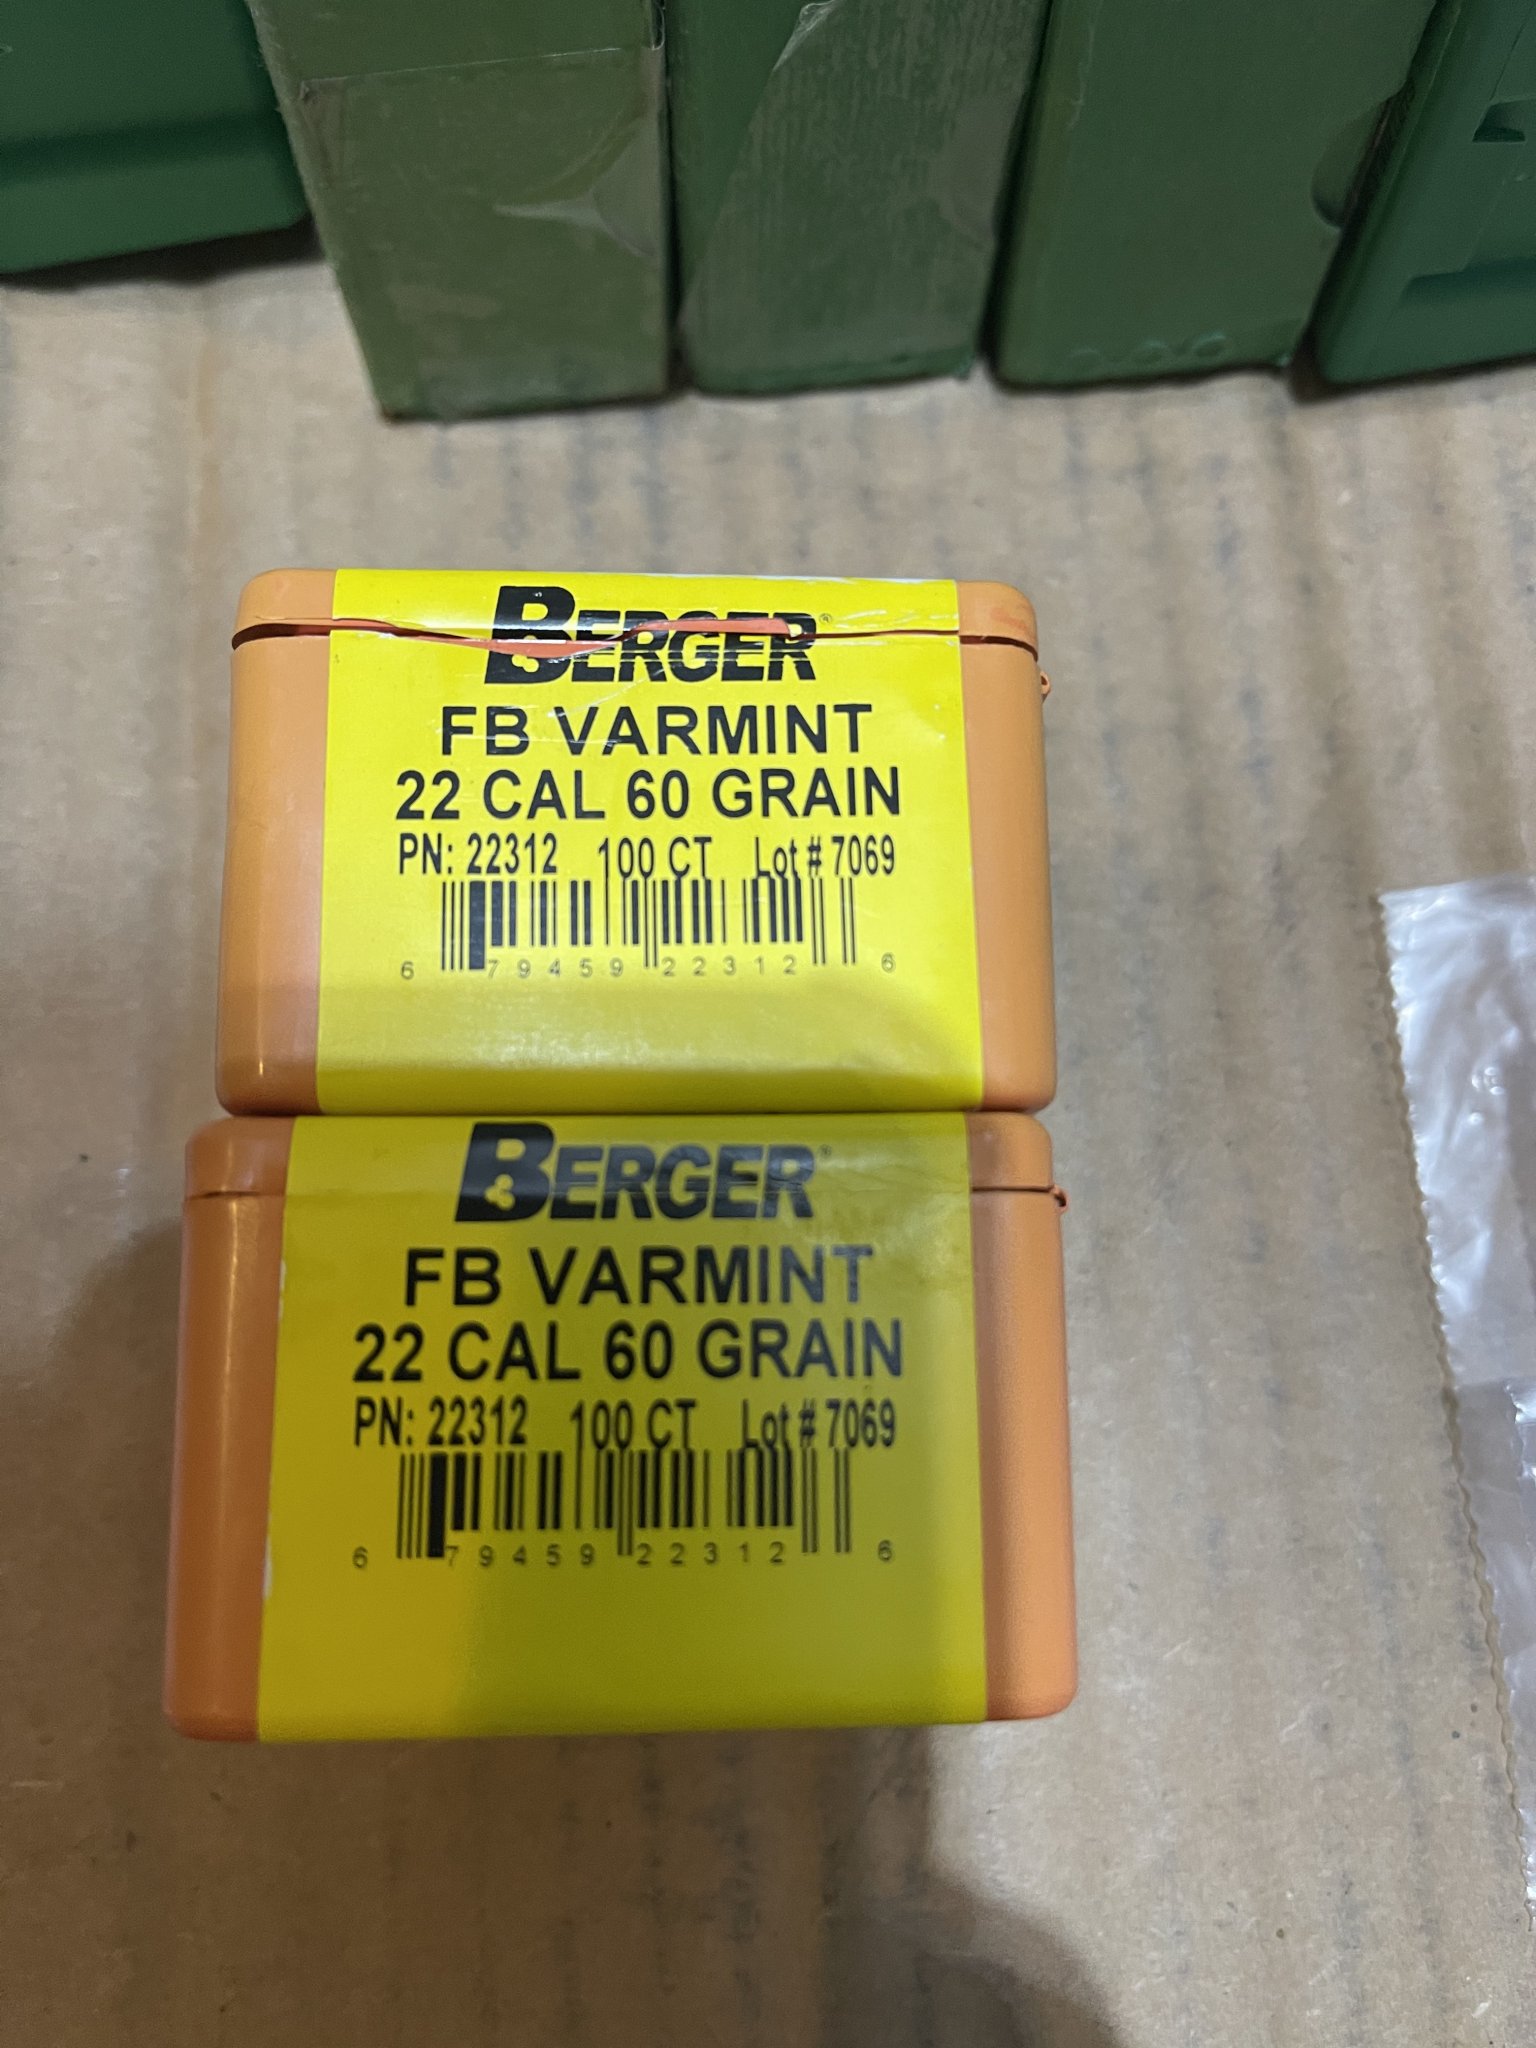 BERGER®
FB VARMINT
22 CAL 60 GRAIN
PN: 22312 100 CT Lot # 7069
6 79459 22312 6
BERGER®
FB VARMINT
22 CAL 60 GRAIN
PN: 22312 100 CT Lot # 7069
6 79459 22312 6